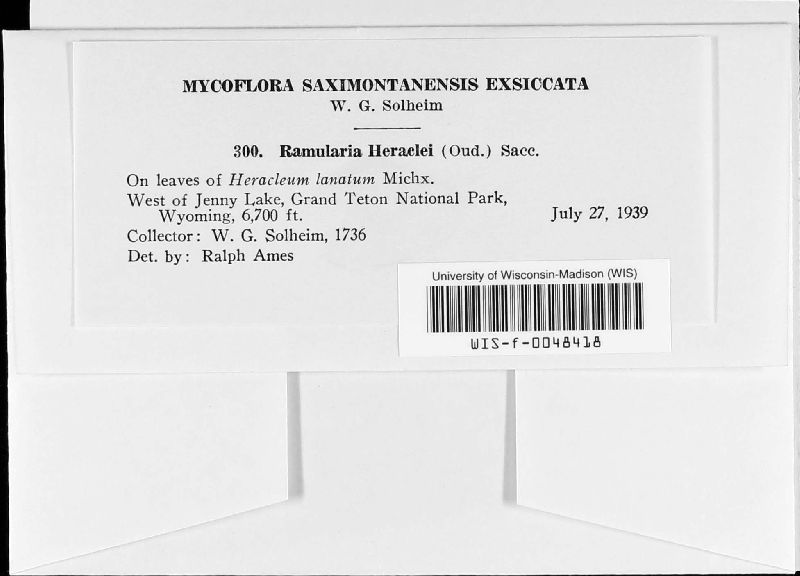 MYCOFLORA SAXIMONTANENSIS EXSICCATA
W. G. Solheim
300. Ramularia Heraclei (Oud.) Sacc.
On leaves of Heracleum lanatum Michx.
West of Jenny Lake, Grand Teton National Park,
Wyoming, 6,700 ft. July 27, 1939
Collector: W. G. Solheim, 1736
Det. by: Ralph Ames
University of Wisconsin-Madison (WIS)
WIS-f-0048418